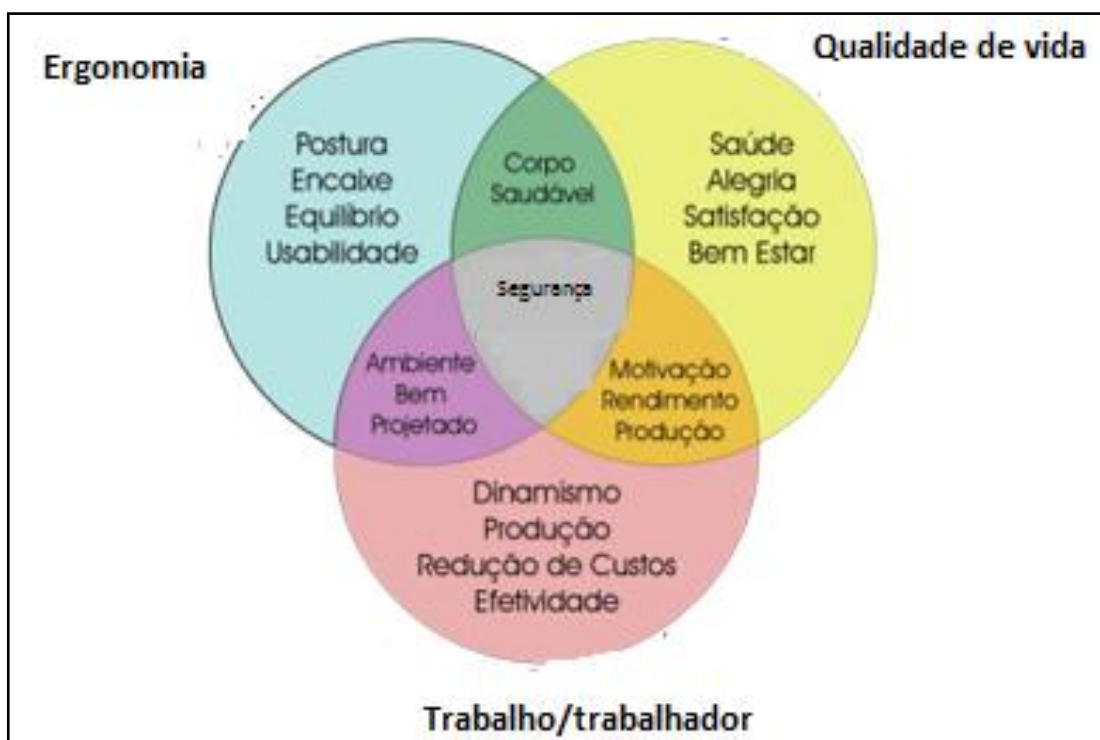 Ergonomia
Qualidade de vida
Postura
Encaixe
Equilíbrio
Usabilidade
Corpo
Saudável
Saúde
Alegria
Satisfação
Bem Estar
Segurança
Ambiente
Bem
Projetado
Motivação
Rendimento
Produção
Dinamismo
Produção
Redução de Custos
Efetividade
Trabalho/trabalhador